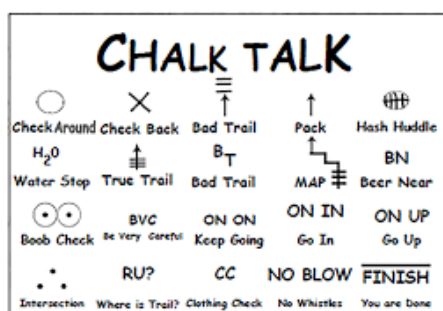 CHALK TALK
Check Around Check Back Bad Trail Pack Hash Huddle
H2O BT BN
Water Stop True Trail Bad Trail MAP Beer Near
BVC ON ON ON IN ON UP
Boob Check Be Very Careful Keep Going Go In Go Up
RU? CC NO BLOW FINISH
Intersection Where is Trail? Clothing Check No Whistles You are Done